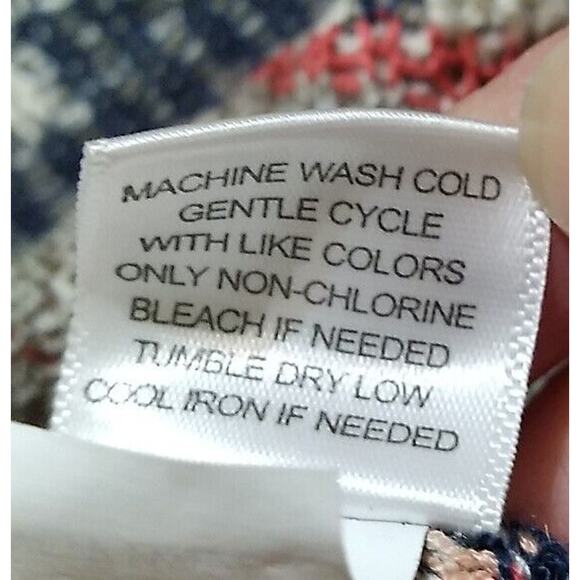 MACHINE WASH COLD
GENTLE CYCLE
WITH LIKE COLORS
ONLY NON-CHLORINE
BLEACH IF NEEDED
TUMBLE DRY LOW
COOL IRON IF NEEDED